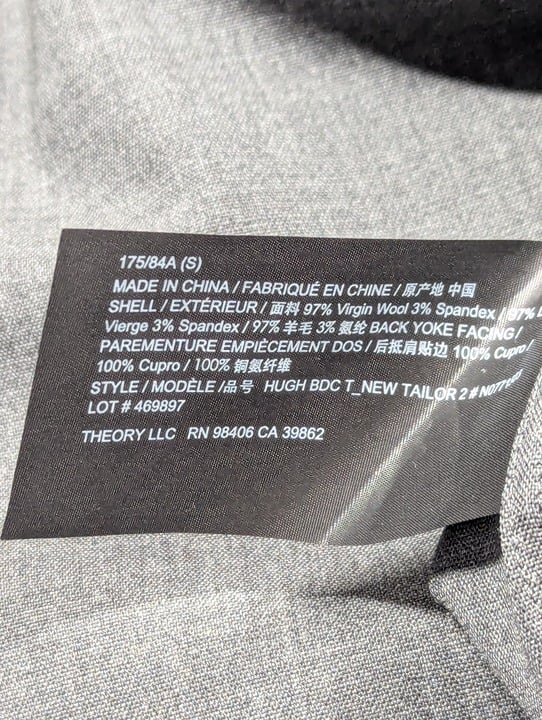 175/84A (S)
MADE IN CHINA / FABRIQUÉ EN CHINE / 原产地 中国
SHELL / EXTÉRIEUR / 面料 97% Virgin Wool 3% Spandex / 97%
Vierge 3% Spandex / 97% 羊毛 3% 氨纶 BACK YOKE FACING /
PAREMENTURE EMPIÈCEMENT DOS / 后抵肩贴边 100% Cupro /
100% Cupro / 100% 铜氨纤维
STYLE / MODÈLE / 品号 HUGH BDC T_NEW TAILOR 2 #
LOT # 469897
THEORY LLC RN 98406 CA 39862